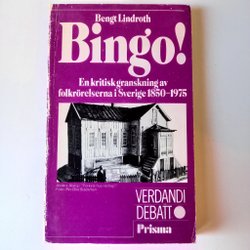 Bengt Lindroth
Bingo!
En kritisk granskning av
folkrörelserna i Sverige 1850–1975
VERDANDI
DEBATT
Prisma